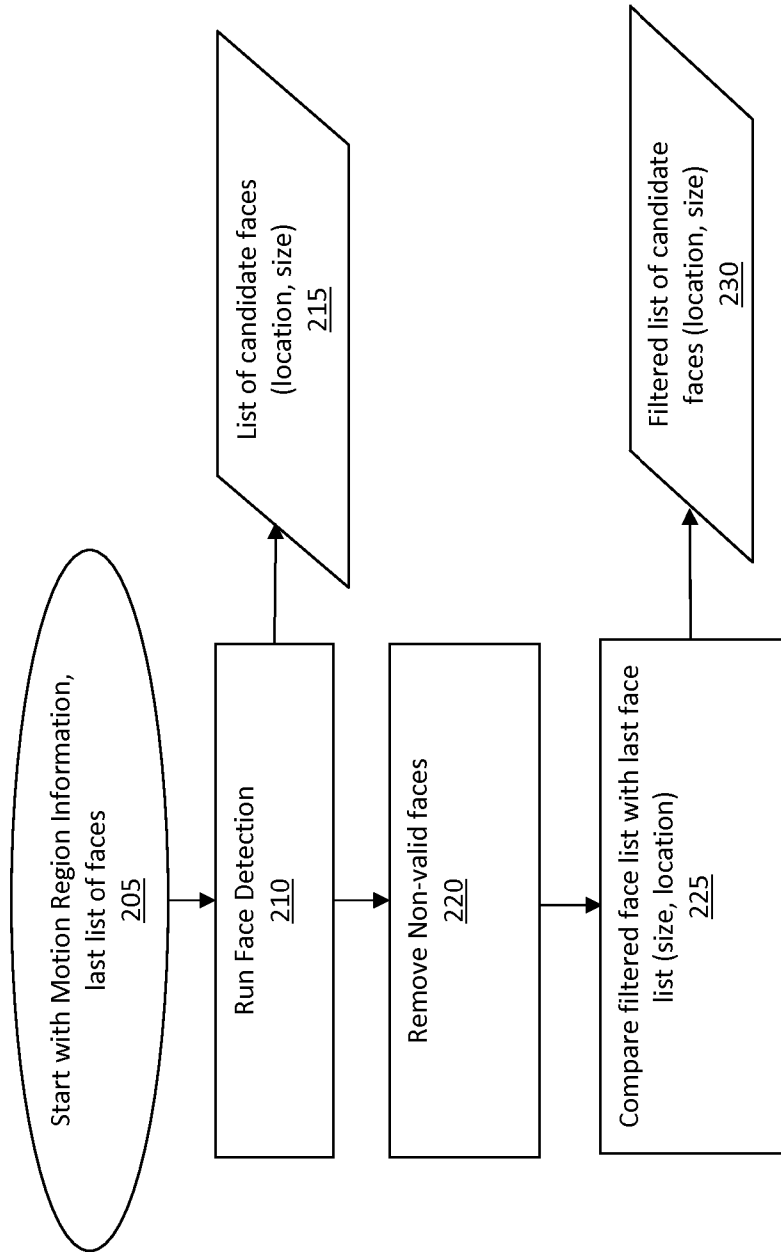 Start with Motion Region Information,
last list of faces
205
Run Face Detection
210
List of candidate faces
(location, size)
215
Remove Non-valid faces
220
Compare filtered face list with last face
list (size, location)
225
Filtered list of candidate
faces (location, size)
230